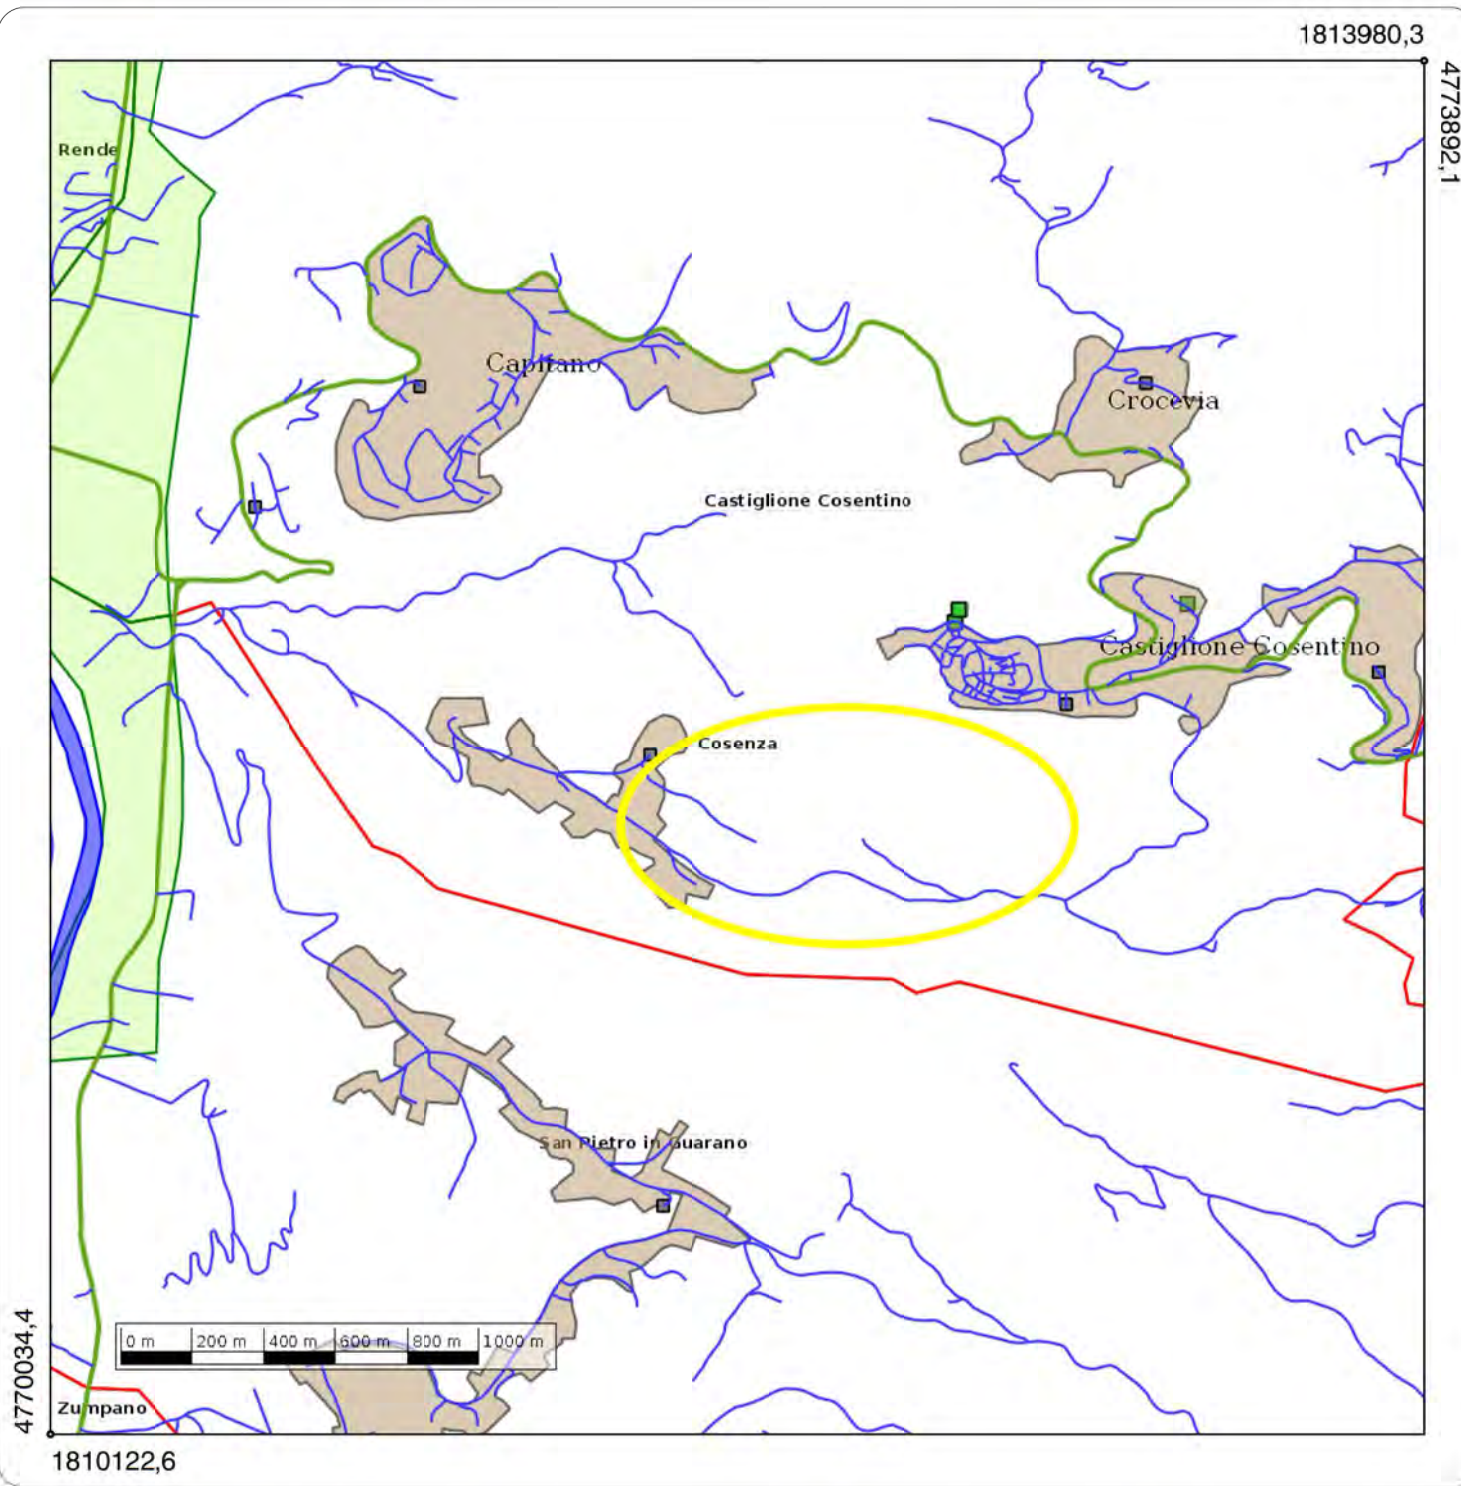 1813980,3
4773892,1
Rende
Capitano
Crocevia
Castiglione Cosentino
Castiglione Cosentino
Cosenza
San Pietro in Guarano
4770034,4
0 m 200 m 400 m 600 m 800 m 1000 m
Zumpano
1810122,6